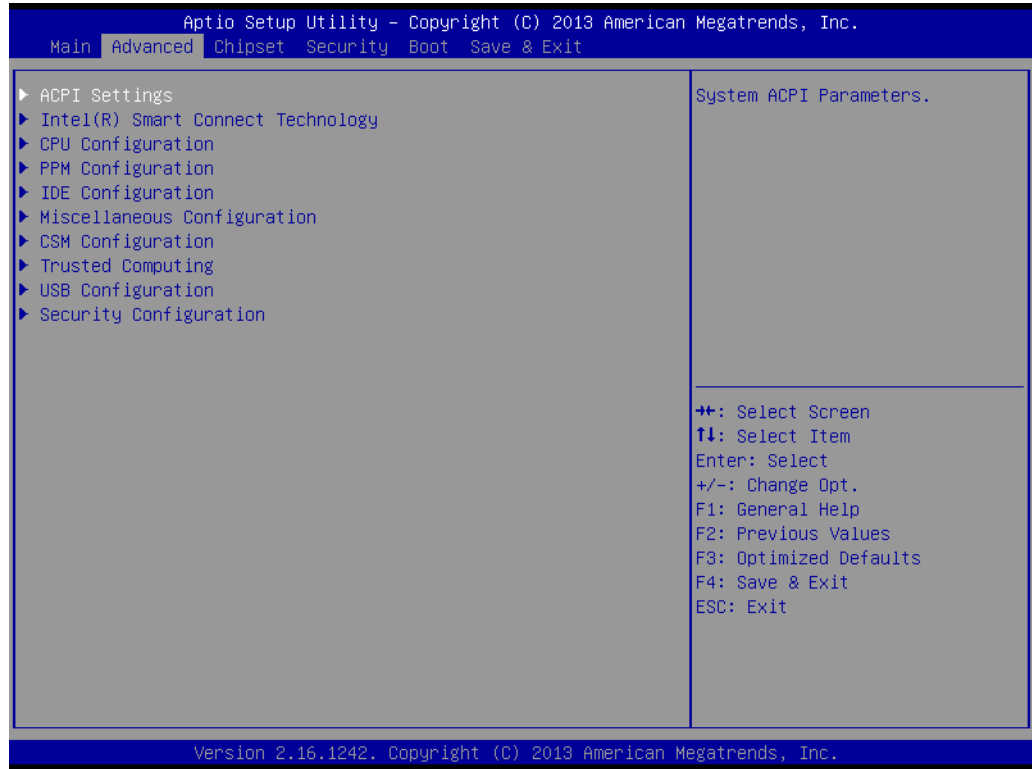 Aptio Setup Utility – Copyright (C) 2013 American Megatrends, Inc.
Main Advanced Chipset Security Boot Save & Exit
▶ ACPI Settings
▶ Intel(R) Smart Connect Technology
▶ CPU Configuration
▶ PPM Configuration
▶ IDE Configuration
▶ Miscellaneous Configuration
▶ CSM Configuration
▶ Trusted Computing
▶ USB Configuration
▶ Security Configuration
System ACPI Parameters.
→←: Select Screen
↑↓: Select Item
Enter: Select
+/-: Change Opt.
F1: General Help
F2: Previous Values
F3: Optimized Defaults
F4: Save & Exit
ESC: Exit
Version 2.16.1242. Copyright (C) 2013 American Megatrends, Inc.